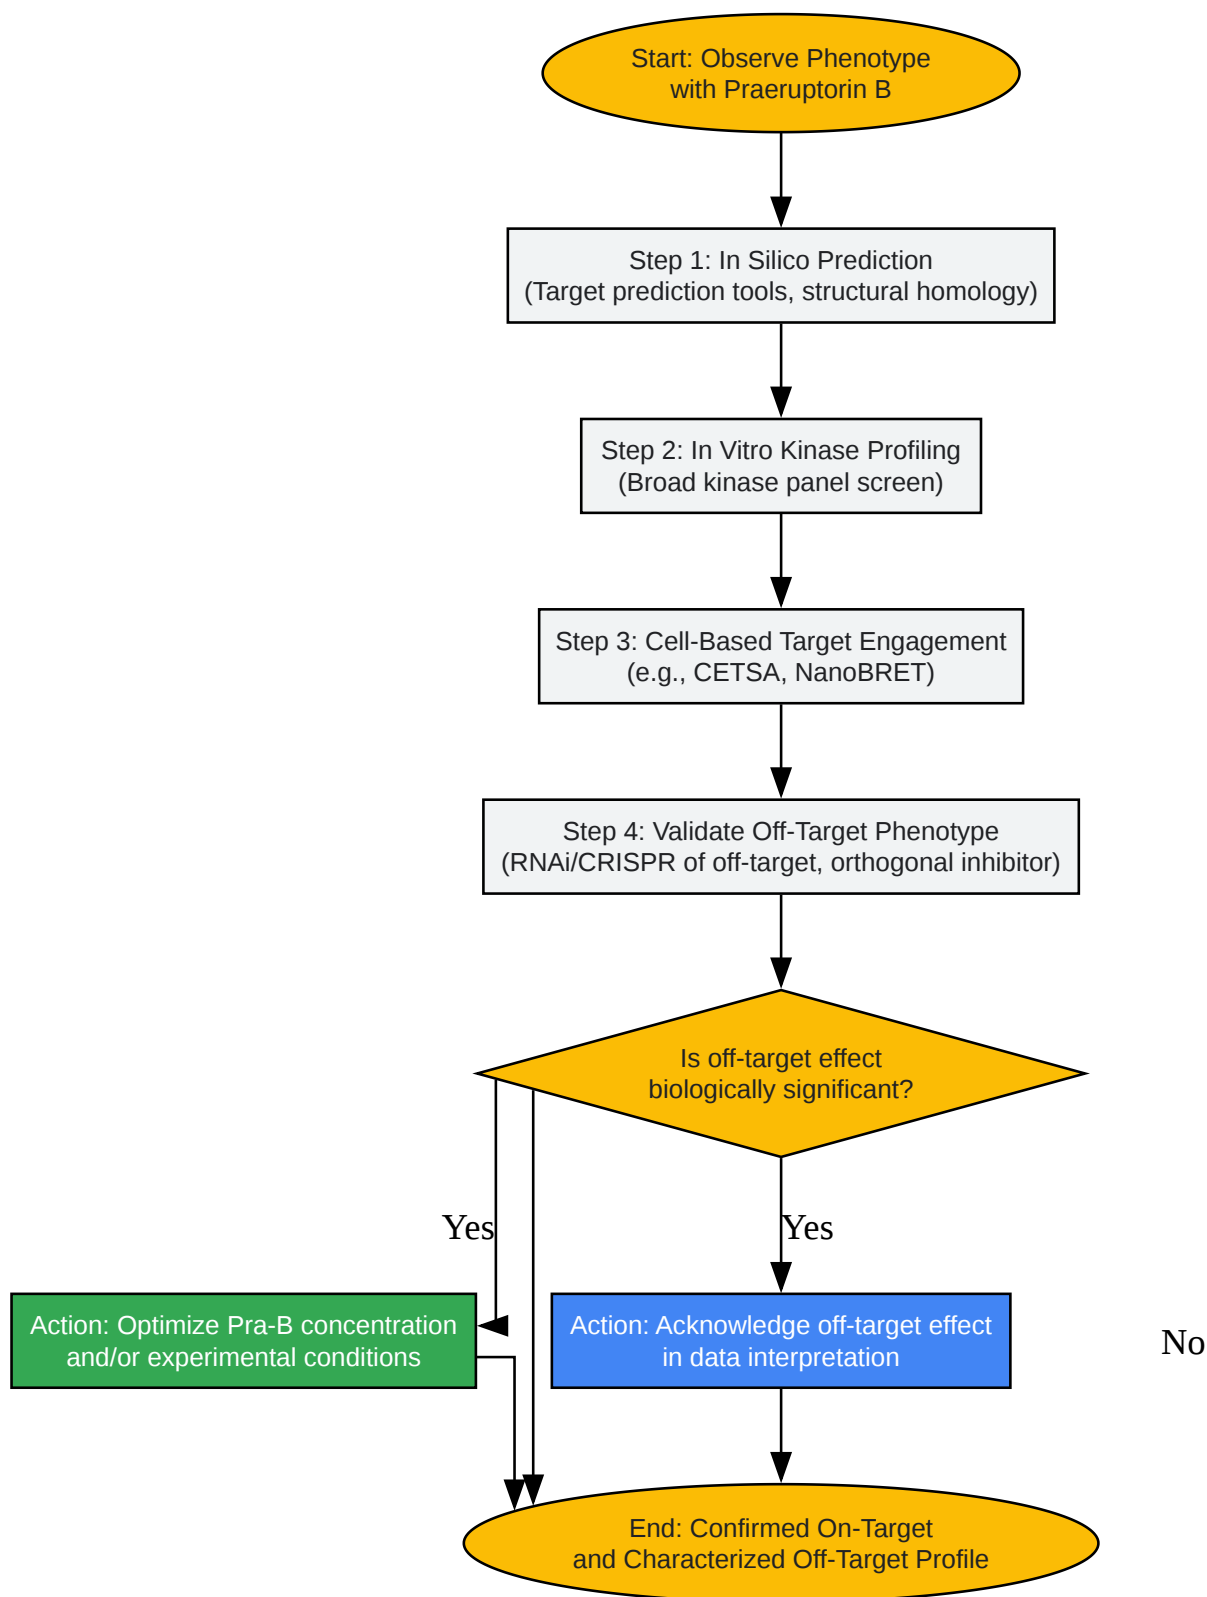 Start: Observe Phenotype
with Praeruptorin B
Step 1: In Silico Prediction
(Target prediction tools, structural homology)
Step 2: In Vitro Kinase Profiling
(Broad kinase panel screen)
Step 3: Cell-Based Target Engagement
(e.g., CETSA, NanoBRET)
Step 4: Validate Off-Target Phenotype
(RNAi/CRISPR of off-target, orthogonal inhibitor)
Is off-target effect
biologically significant?
Yes
Yes
Action: Optimize Pra-B concentration
and/or experimental conditions
Action: Acknowledge off-target effect
in data interpretation
No
End: Confirmed On-Target
and Characterized Off-Target Profile